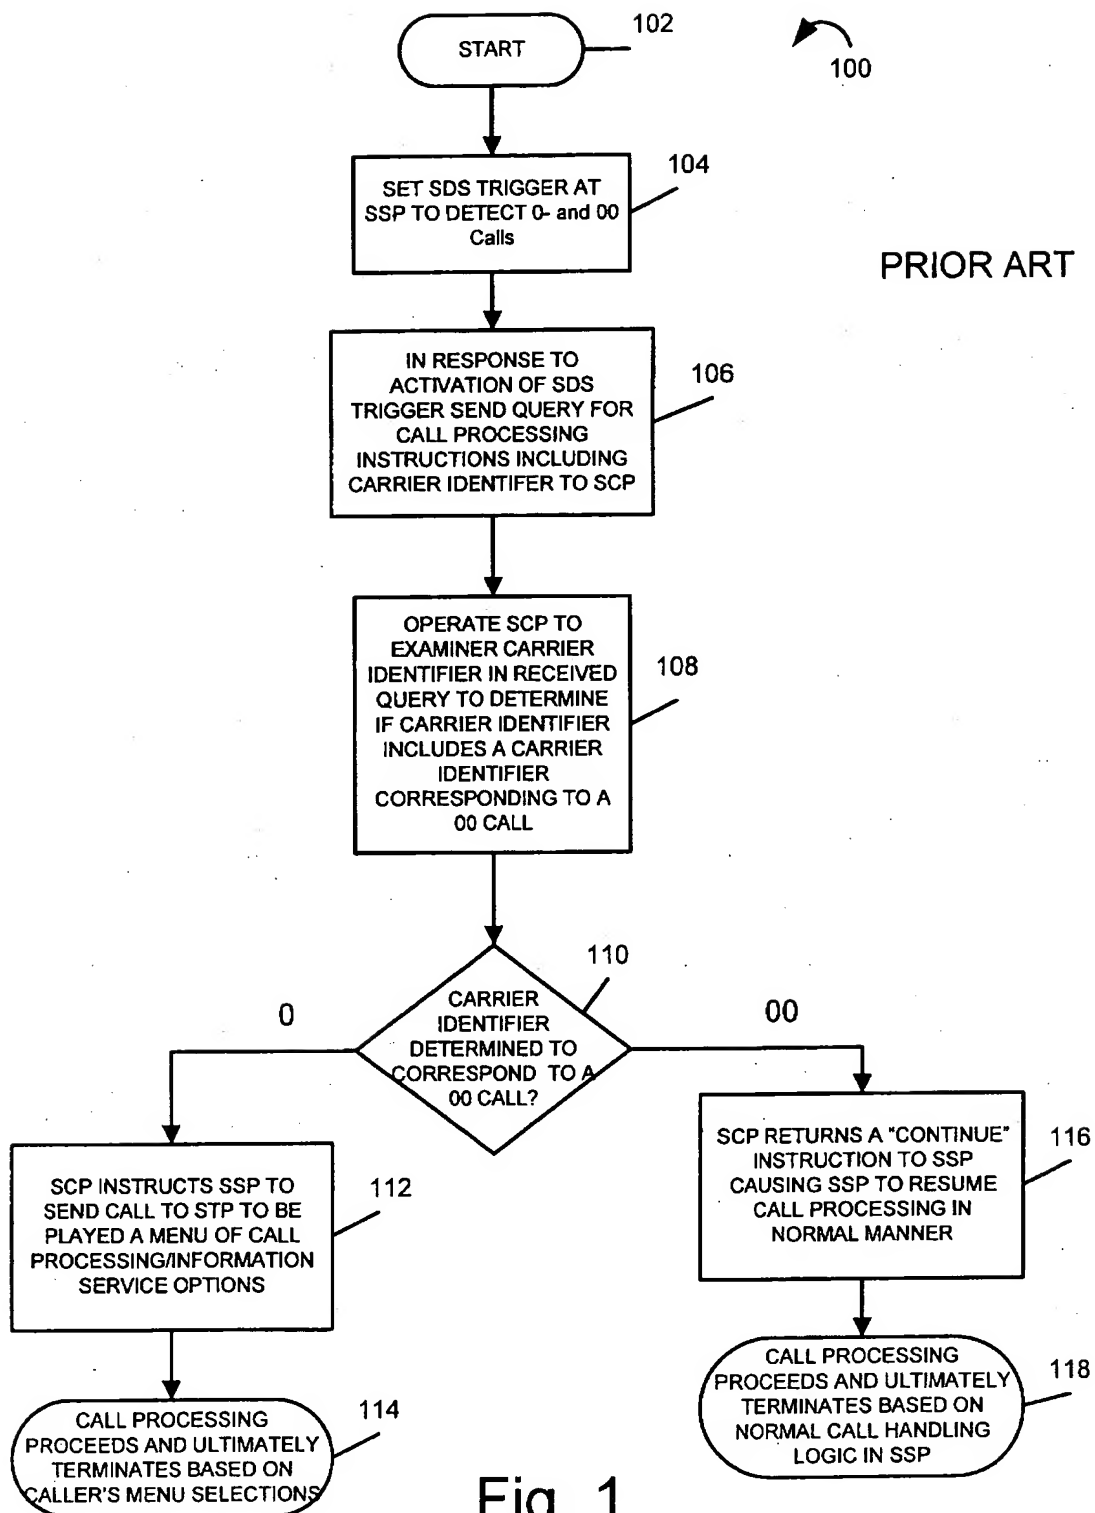 START
102
100
SET SDS TRIGGER AT
SSP TO DETECT 0- and 00
Calls
104
PRIOR ART
IN RESPONSE TO
ACTIVATION OF SDS
TRIGGER SEND QUERY FOR
CALL PROCESSING
INSTRUCTIONS INCLUDING
CARRIER IDENTIFER TO SCP
106
OPERATE SCP TO
EXAMINER CARRIER
IDENTIFIER IN RECEIVED
QUERY TO DETERMINE
IF CARRIER IDENTIFIER
INCLUDES A CARRIER
IDENTIFIER
CORRESPONDING TO A
00 CALL
108
CARRIER
IDENTIFIER
DETERMINED TO
CORRESPOND TO A
00 CALL?
110
0
00
SCP INSTRUCTS SSP TO
SEND CALL TO STP TO BE
PLAYED A MENU OF CALL
PROCESSING/INFORMATION
SERVICE OPTIONS
112
SCP RETURNS A "CONTINUE"
INSTRUCTION TO SSP
CAUSING SSP TO RESUME
CALL PROCESSING IN
NORMAL MANNER
116
CALL PROCESSING
PROCEEDS AND ULTIMATELY
TERMINATES BASED ON
CALLER'S MENU SELECTIONS
114
CALL PROCESSING
PROCEEDS AND ULTIMATELY
TERMINATES BASED ON
NORMAL CALL HANDLING
LOGIC IN SSP
118
Fig. 1